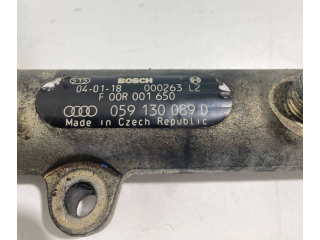 BOSCH
04-01-18 000263 L2
F 00R 001 650
059 130 089 D
Made in Czech Republic